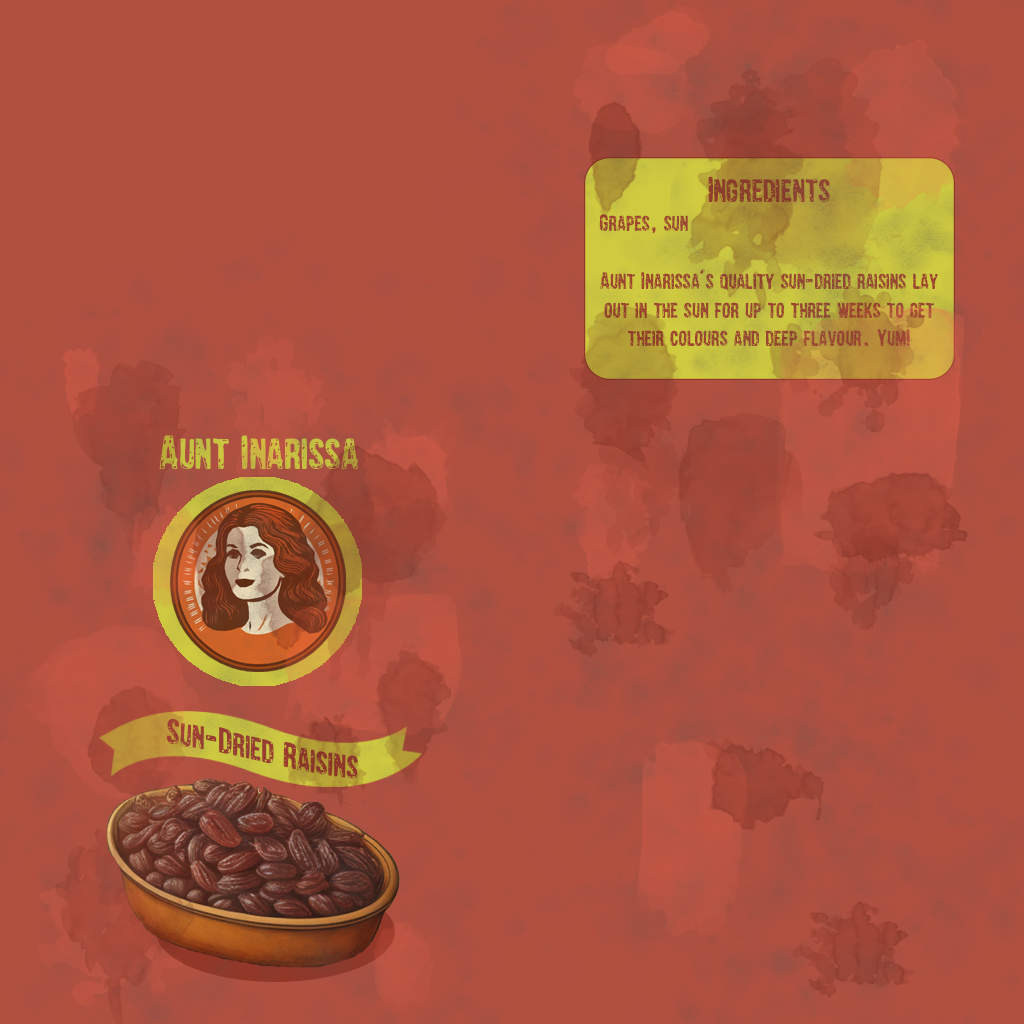 Aunt Inarissa
Sun-Dried Raisins
Ingredients
Grapes, sun
Aunt Inarissa's quality sun-dried raisins lay
out in the sun for up to three weeks to get
their colours and deep flavour. Yum!